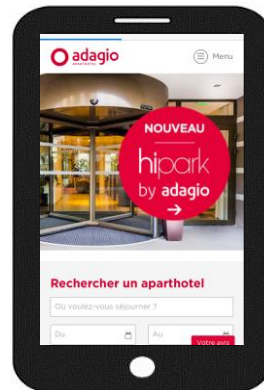 adagio
APARTHOTEL
Menu
NOUVEAU
hipark
by adagio
Rechercher un aparthotel
Où voulez-vous séjourner ?
Du
Au
Votre avis